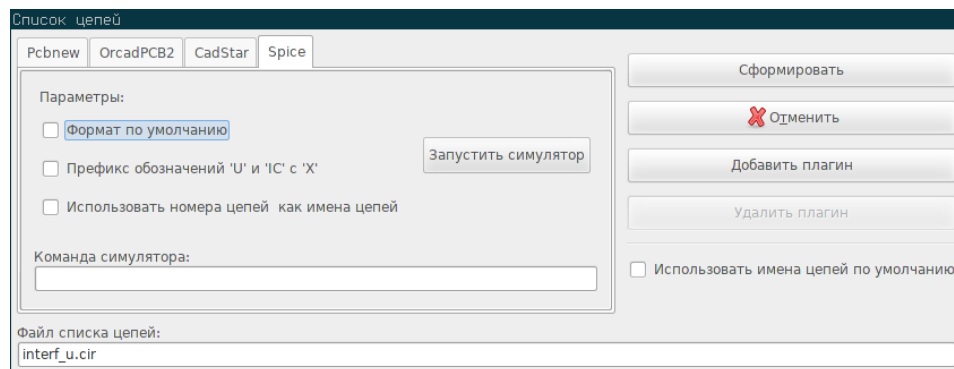 Список цепей
Pcbnew OrcadPCB2 CadStar Spice
Параметры:
Формат по умолчанию
Префикс обозначений 'U' и 'IC' с 'X'
Использовать номера цепей как имена цепей
Запустить симулятор
Команда симулятора:
Сформировать
Отменить
Добавить плагин
Удалить плагин
Использовать имена цепей по умолчанию
Файл списка цепей:
interf_u.cir